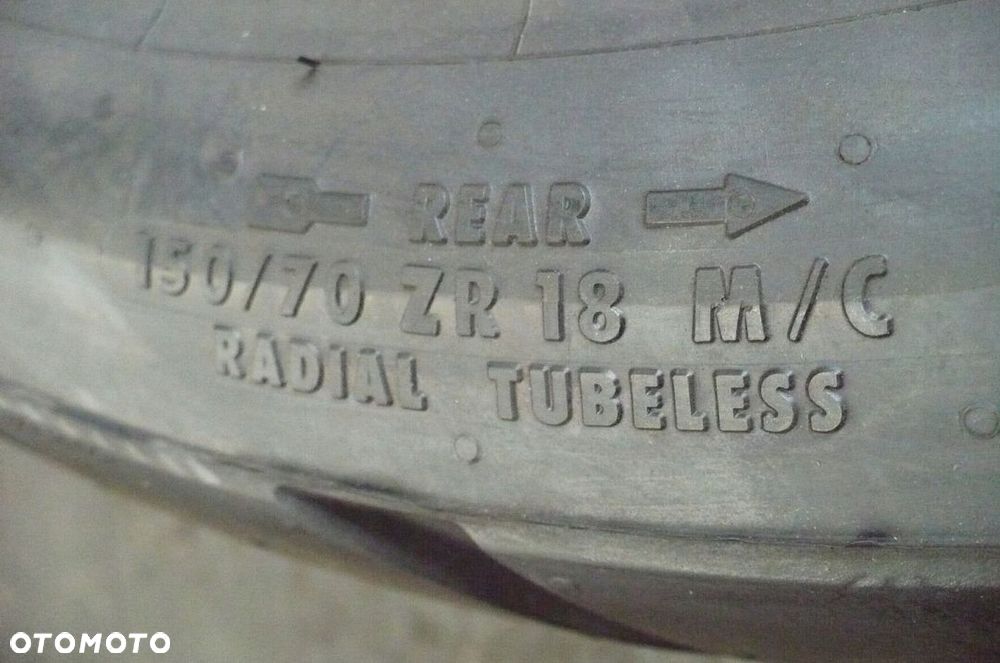 REAR
150/70 ZR 18 M/C
RADIAL TUBELESS
OTOMOTO